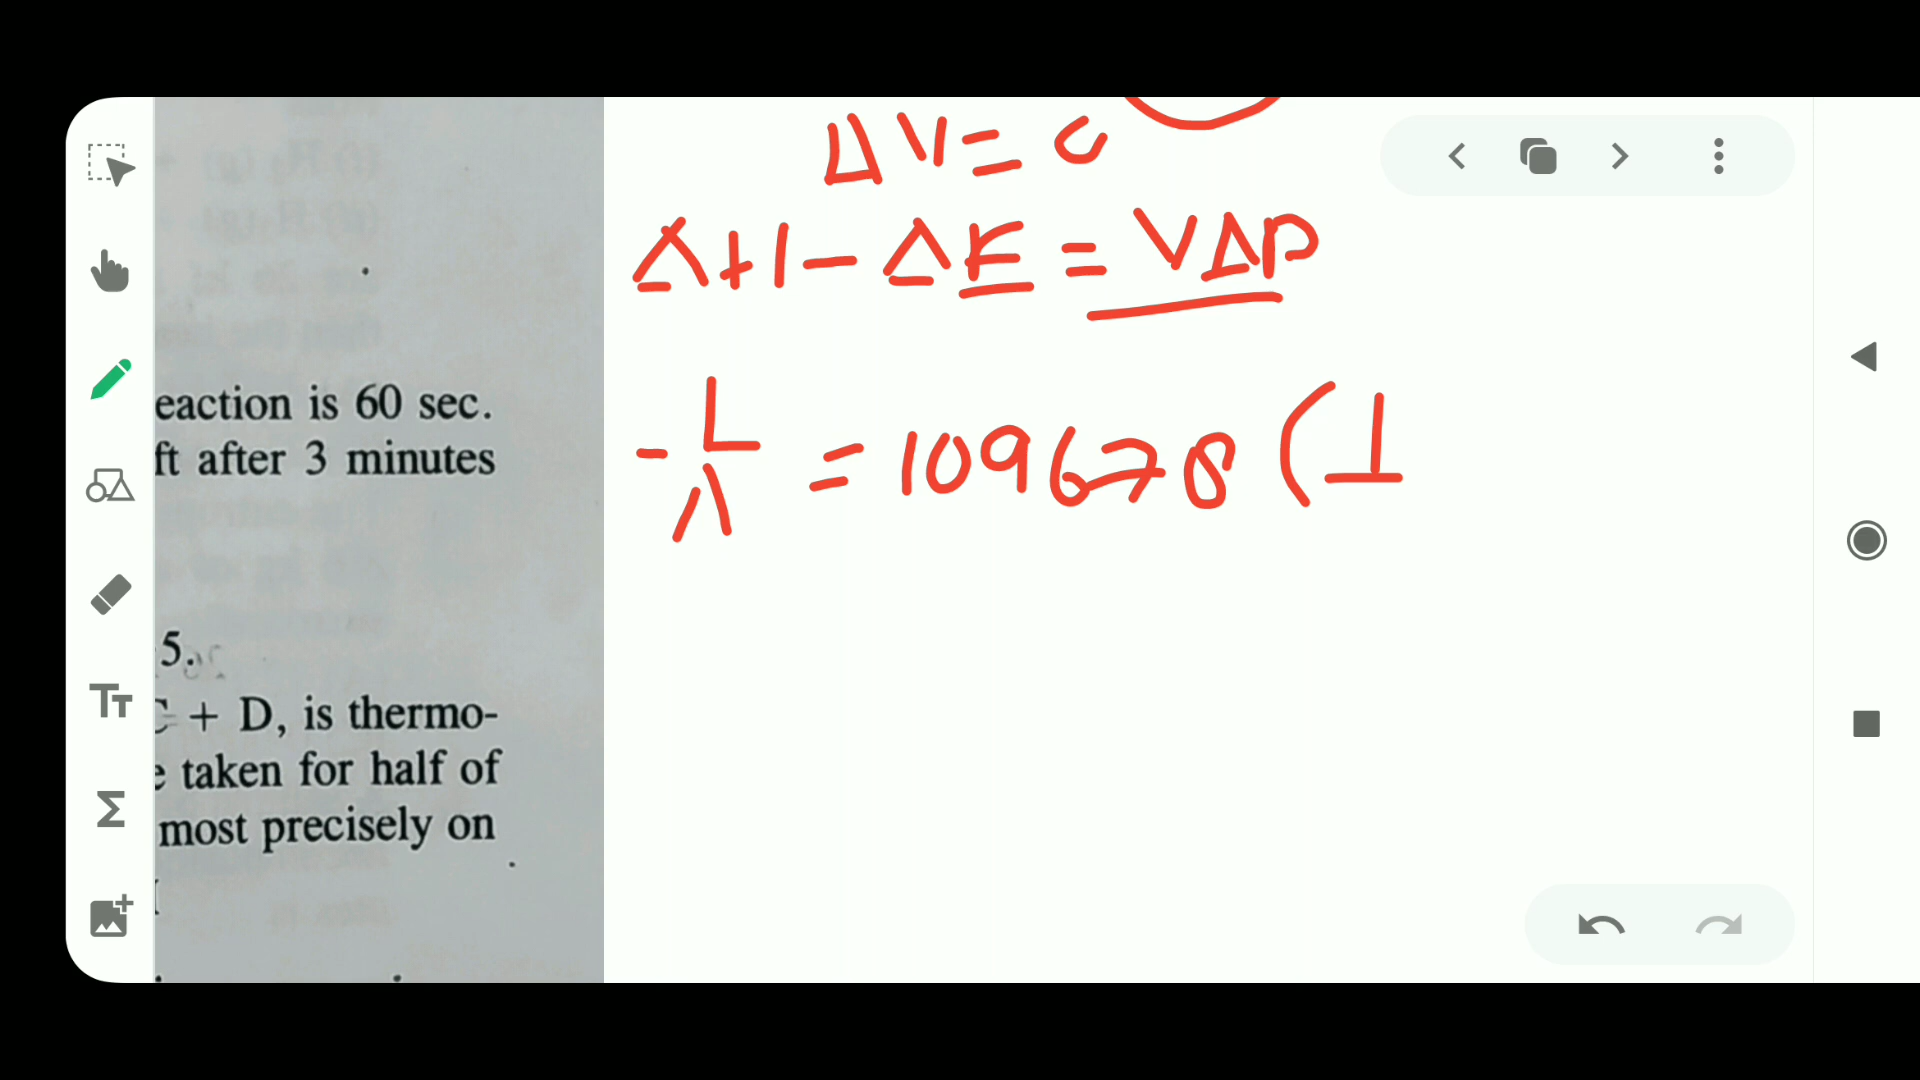 eaction is 60 sec.
ft after 3 minutes
5.
+ D, is thermo-
e taken for half of
most precisely on
ΔV = 0
ΔH - ΔE = VΔP
- 1/λ = 109678 (1
Tт
Σ